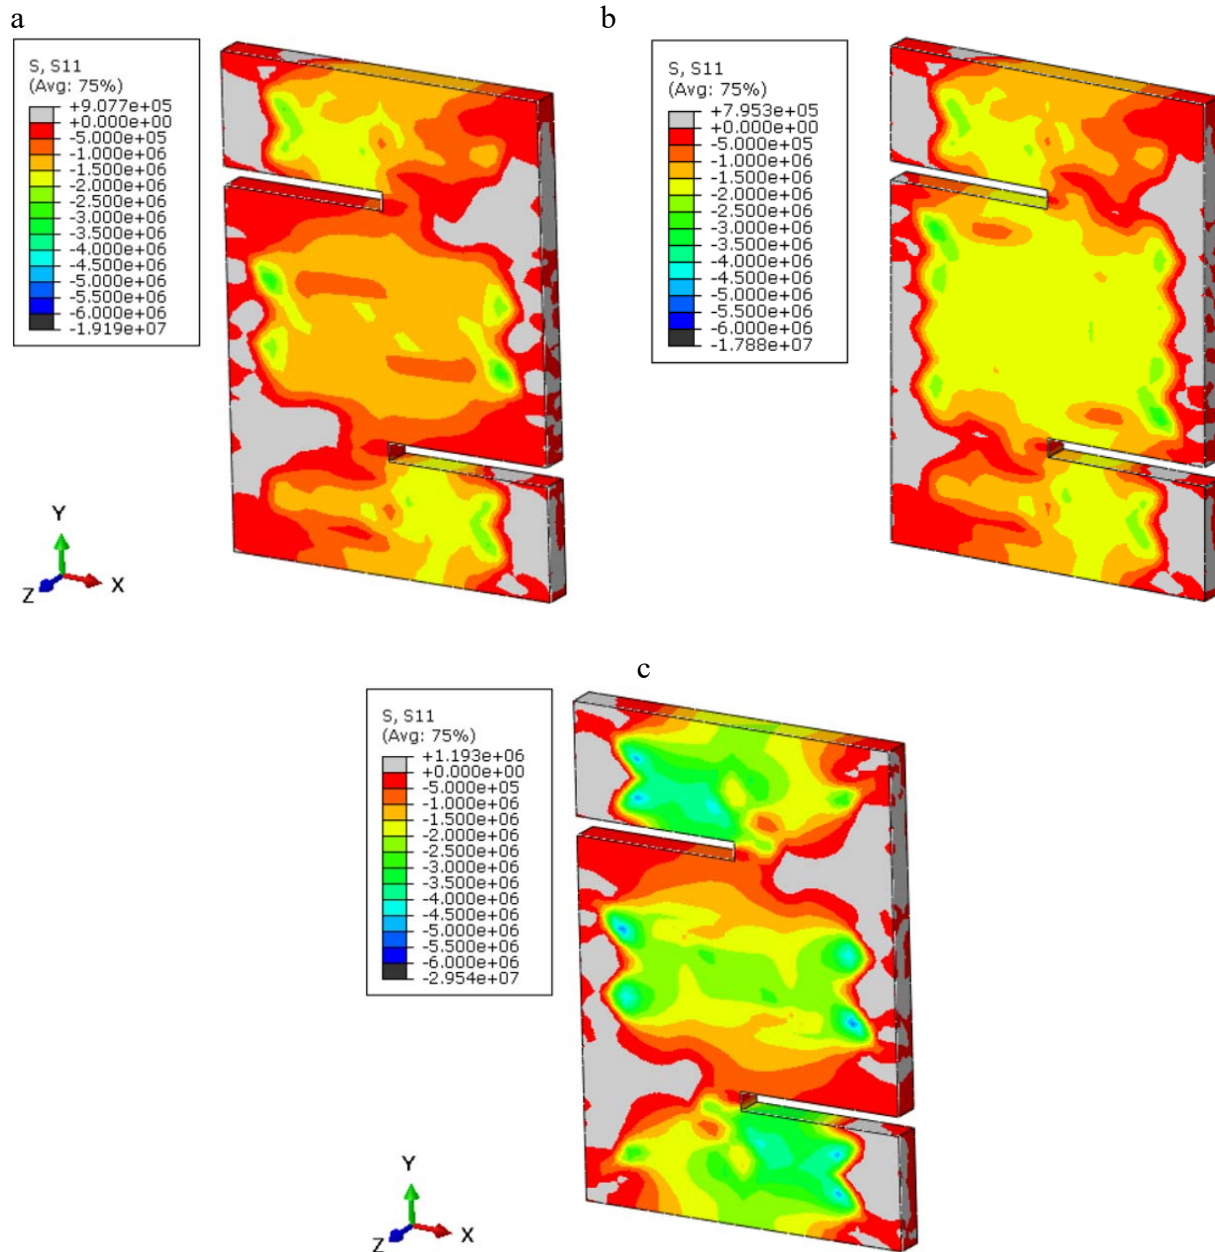 a
S, S11
(Avg: 75%)
+9.077e+05
+0.000e+00
-5.000e+05
-1.000e+06
-1.500e+06
-2.000e+06
-2.500e+06
-3.000e+06
-3.500e+06
-4.000e+06
-4.500e+06
-5.000e+06
-5.500e+06
-6.000e+06
-1.919e+07
Y
Z
X
b
S, S11
(Avg: 75%)
+7.953e+05
+0.000e+00
-5.000e+05
-1.000e+06
-1.500e+06
-2.000e+06
-2.500e+06
-3.000e+06
-3.500e+06
-4.000e+06
-4.500e+06
-5.000e+06
-5.500e+06
-6.000e+06
-1.788e+07
c
S, S11
(Avg: 75%)
+1.193e+06
+0.000e+00
-5.000e+05
-1.000e+06
-1.500e+06
-2.000e+06
-2.500e+06
-3.000e+06
-3.500e+06
-4.000e+06
-4.500e+06
-5.000e+06
-5.500e+06
-6.000e+06
-2.954e+07
Y
Z
X